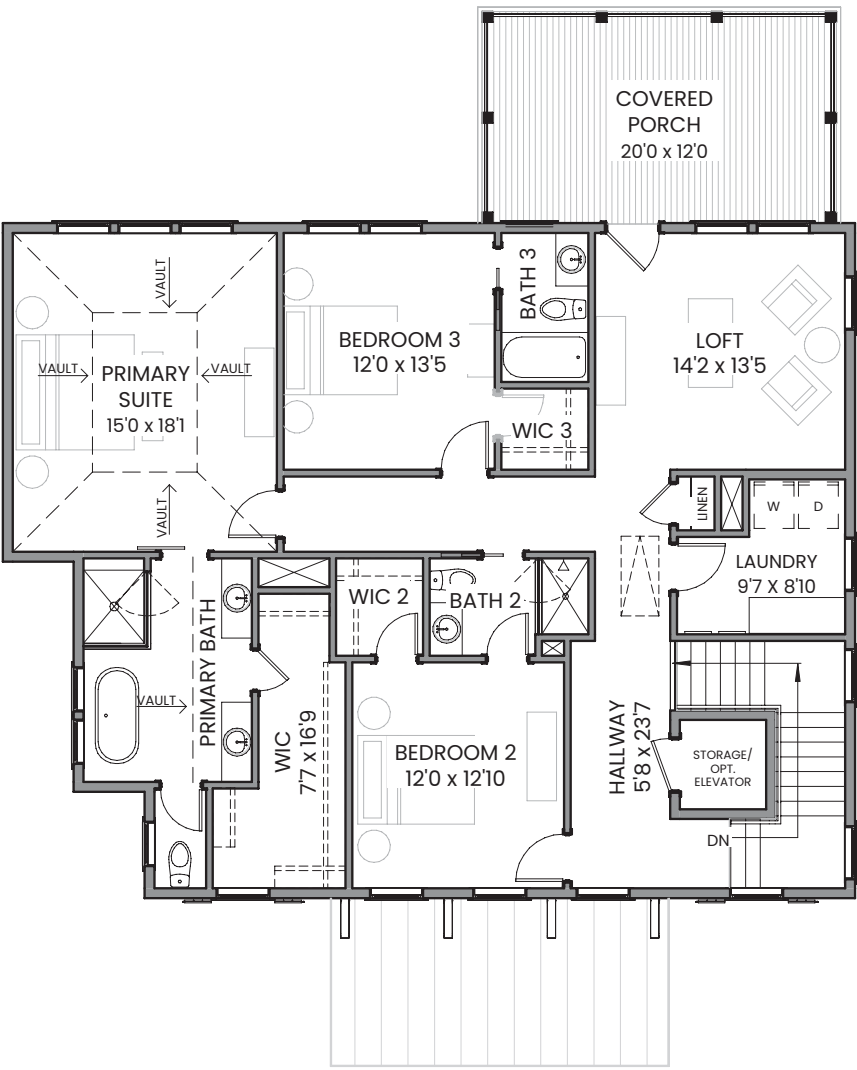 COVERED
PORCH
20'0 x 12'0
VAULT
BATH 3
BEDROOM 3
12'0 x 13'5
LOFT
14'2 x 13'5
VAULT
VAULT
PRIMARY
SUITE
15'0 x 18'1
WIC 3
VAULT
LINEN
W
D
LAUNDRY
9'7 X 8'10
WIC 2
BATH 2
PRIMARY BATH
VAULT
WIC
7'7 x 16'9
BEDROOM 2
12'0 x 12'10
HALLWAY
5'8 x 23'7
STORAGE/
OPT.
ELEVATOR
DN